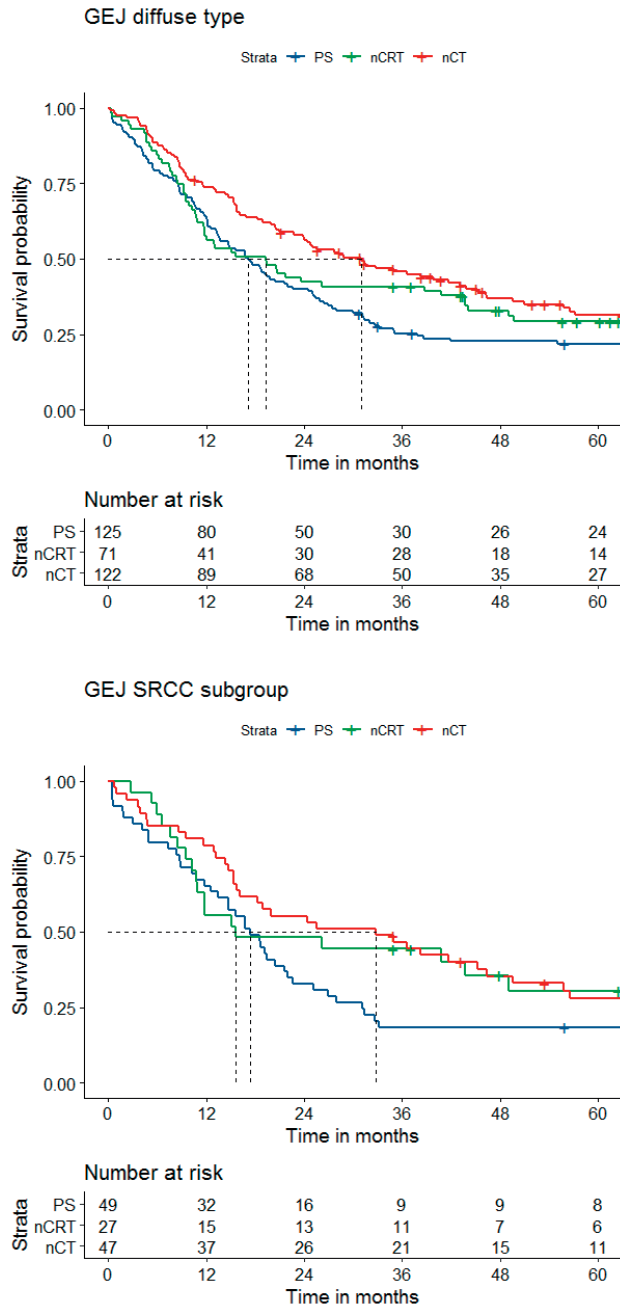 GEJ diffuse type
Strata PS nCRT nCT
1.00
0.75
0.50
0.25
0.00
Survival probability
0 12 24 36 48 60
Time in months
Number at risk
Strata
PS 125 80 50 30 26 24
nCRT 71 41 30 28 18 14
nCT 122 89 68 50 35 27
0 12 24 36 48 60
Time in months
GEJ SRCC subgroup
Strata PS nCRT nCT
1.00
0.75
0.50
0.25
0.00
Survival probability
0 12 24 36 48 60
Time in months
Number at risk
Strata
PS 49 32 16 9 9 8
nCRT 27 15 13 11 7 6
nCT 47 37 26 21 15 11
0 12 24 36 48 60
Time in months